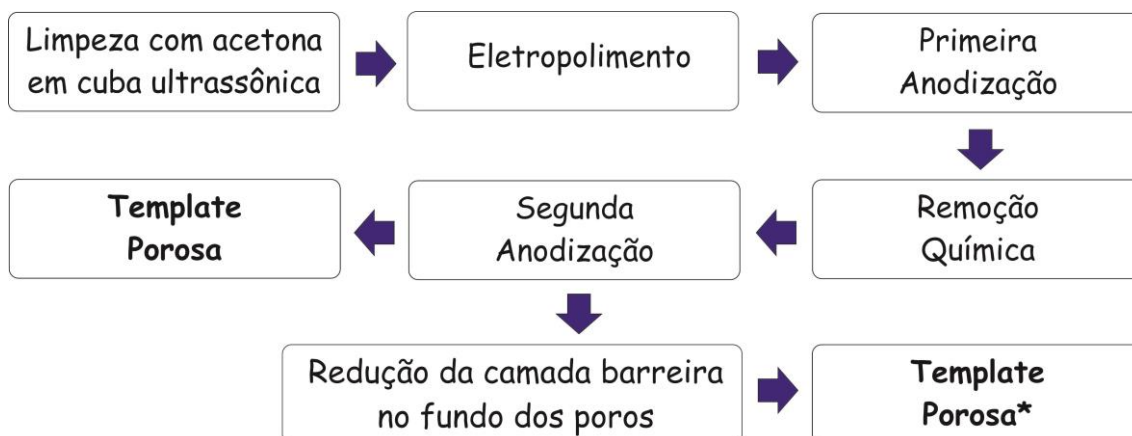 Limpeza com acetona
em cuba ultrassônica
Eletropolimento
Primeira
Anodização
Remoção
Química
Segunda
Anodização
Template
Porosa
Redução da camada barreira
no fundo dos poros
Template
Porosa*